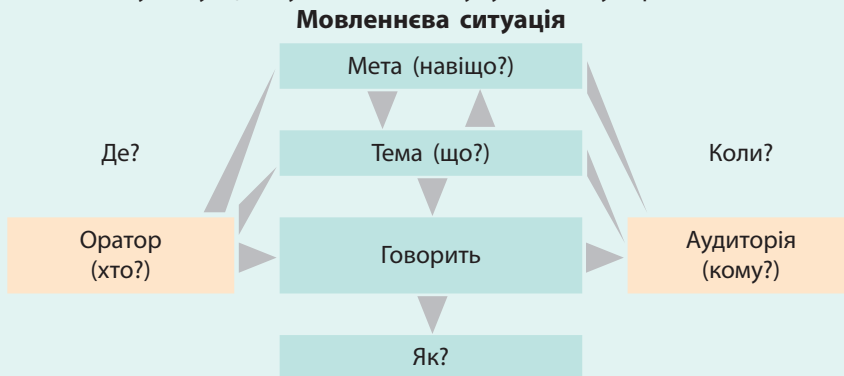 Мовленнєва ситуація
Мета (навіщо?)
Де?
Тема (що?)
Коли?
Оратор
(хто?)
Говорить
Аудиторія
(кому?)
Як?